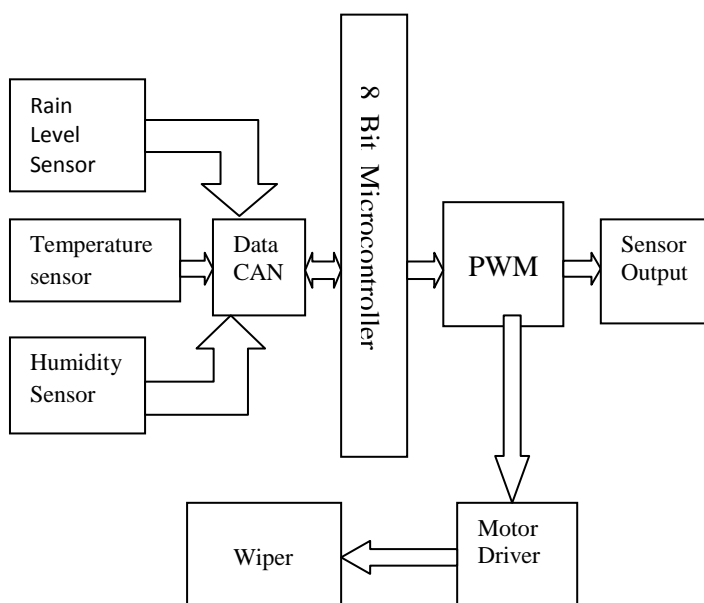 Rain
Level
Sensor
Temperature
sensor
Humidity
Sensor
Data
CAN
8 Bit Microcontroller
PWM
Sensor
Output
Motor
Driver
Wiper